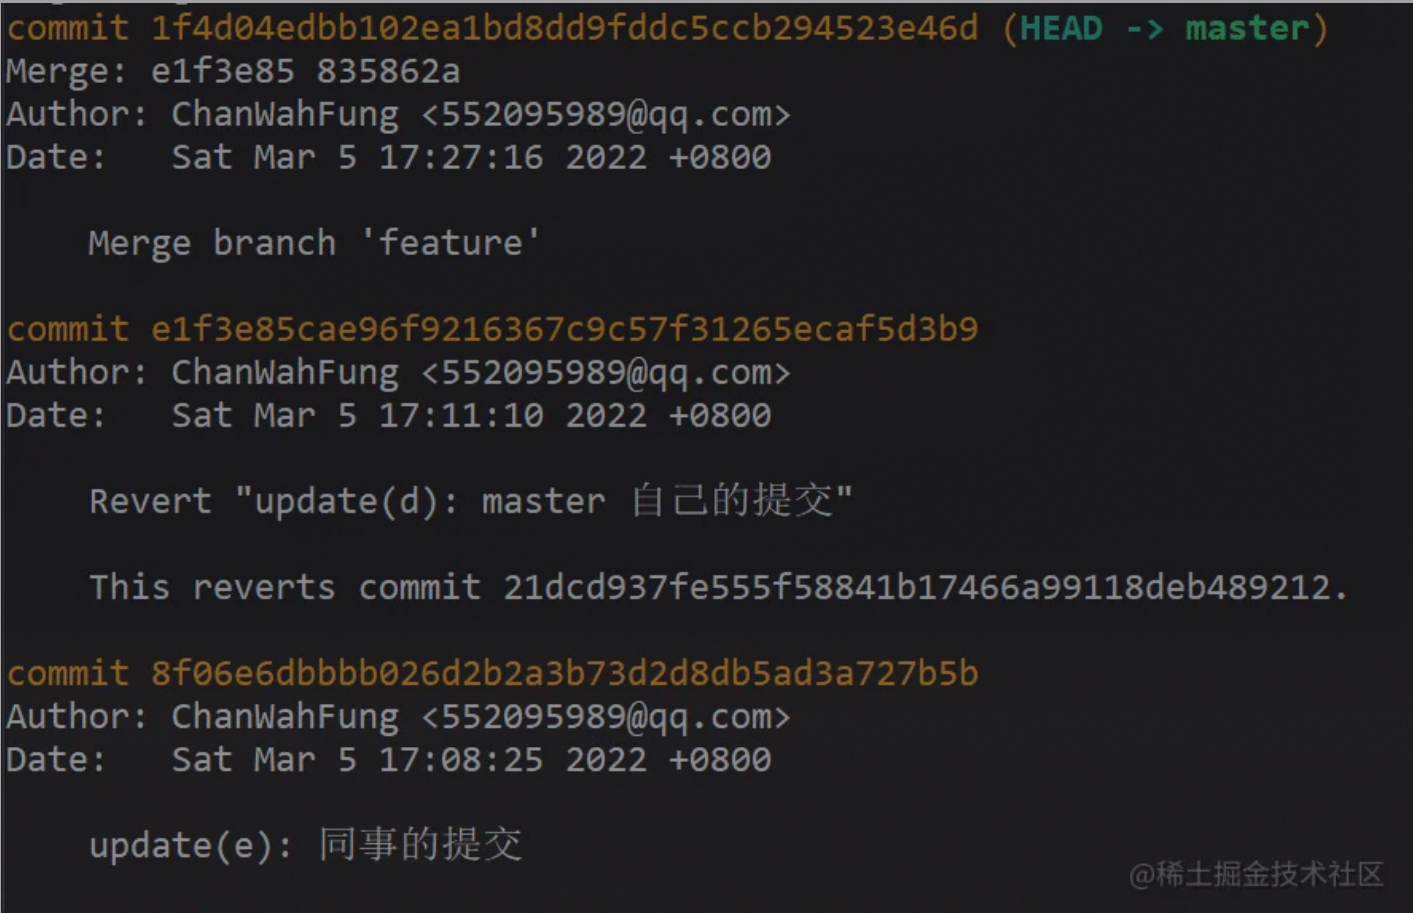 commit 1f4d04edbb102ea1bd8dd9fddc5ccb294523e46d (HEAD -> master)
Merge: e1f3e85 835862a
Author: ChanWahFung <552095989@qq.com>
Date:   Sat Mar 5 17:27:16 2022 +0800
Merge branch 'feature'
commit e1f3e85cae96f9216367c9c57f31265ecaf5d3b9
Author: ChanWahFung <552095989@qq.com>
Date:   Sat Mar 5 17:11:10 2022 +0800
Revert "update(d): master 自己的提交"
This reverts commit 21dcd937fe555f58841b17466a99118deb489212.
commit 8f06e6dbbbb026d2b2a3b73d2d8db5ad3a727b5b
Author: ChanWahFung <552095989@qq.com>
Date:   Sat Mar 5 17:08:25 2022 +0800
update(e): 同事的提交
@稀土掘金技术社区